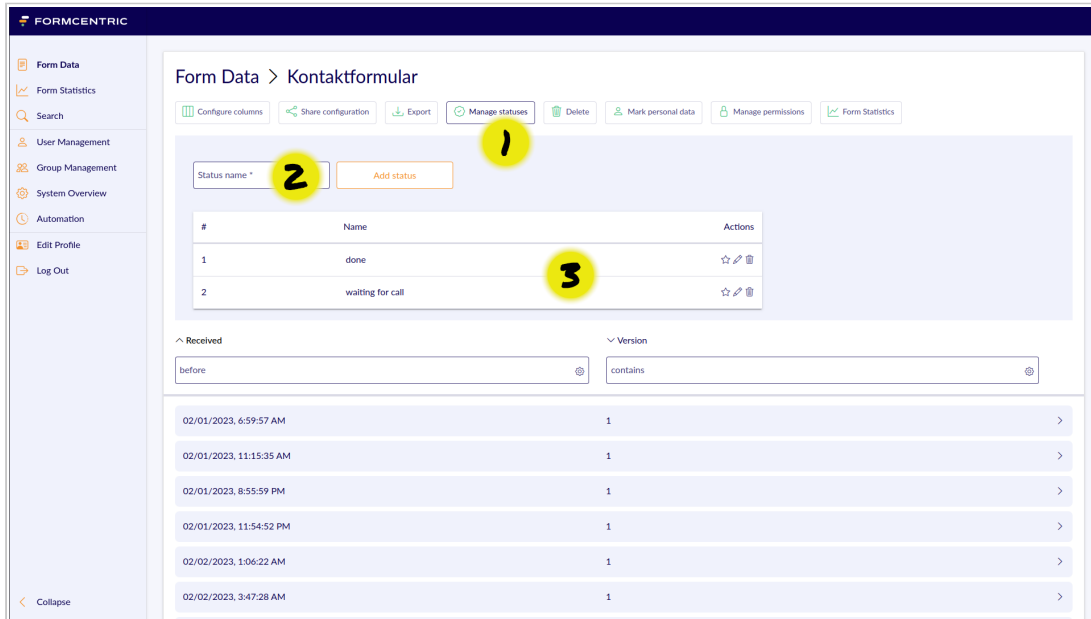 FORMCENTRIC
Form Data
Form Statistics
Search
User Management
Group Management
System Overview
Automation
Edit Profile
Log Out
Collapse
Form Data > Kontaktformular
Configure columns Share configuration Export Manage statuses Delete Mark personal data Manage permissions Form Statistics
1
Status name * 2 Add status
# Name Actions
1 done
3
2 waiting for call
Received Version
before contains
02/01/2023, 6:59:57 AM 1
02/01/2023, 11:15:35 AM 1
02/01/2023, 8:55:59 PM 1
02/01/2023, 11:54:52 PM 1
02/02/2023, 1:06:22 AM 1
02/02/2023, 3:47:28 AM 1